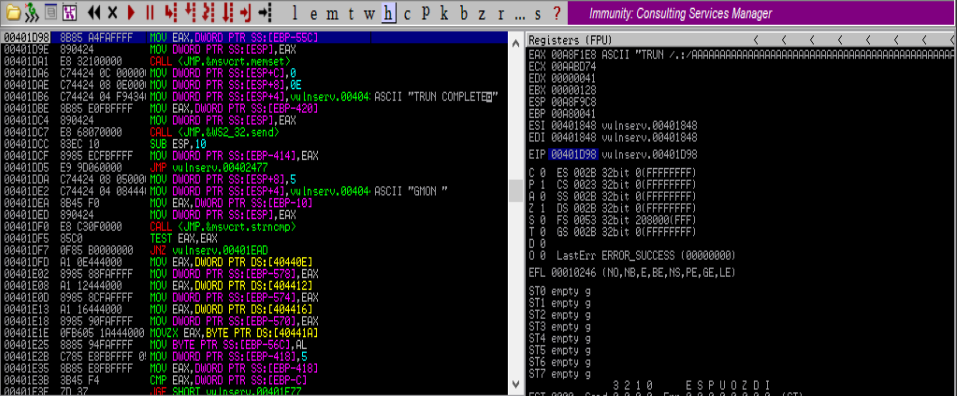 l e m t w h c P k b z r ... s ?
Immunity: Consulting Services Manager
00401D98 8B85 A4FAFFFF MOV EAX,DWORD PTR SS:[EBP-55C]
00401D9E 890424 MOV DWORD PTR SS:[ESP],EAX
00401DA1 E8 32100000 CALL <JMP.&msvcrt.memset>
00401DA6 C74424 0C 00000 MOV DWORD PTR SS:[ESP+C],0
00401DAE C74424 08 0E000 MOV DWORD PTR SS:[ESP+8],0E
00401DB6 C74424 04 F9434 MOV DWORD PTR SS:[ESP+4],vulnserv.00404 ASCII "TRUN COMPLETE"
00401DBE 8B85 E0FBFFFF MOV EAX,DWORD PTR SS:[EBP-420]
00401DC4 890424 MOV DWORD PTR SS:[ESP],EAX
00401DC7 E8 68070000 CALL <JMP.&WS2_32.send>
00401DCC 83EC 10 SUB ESP,10
00401DCF 8985 ECFBFFFF MOV DWORD PTR SS:[EBP-414],EAX
00401DD5 E9 9D060000 JMP vulnserv.00402477
00401DDA C74424 08 05000 MOV DWORD PTR SS:[ESP+8],5
00401DE2 C74424 04 08444 MOV DWORD PTR SS:[ESP+4],vulnserv.00404 ASCII "GMON "
00401DEA 8B45 F0 MOV EAX,DWORD PTR SS:[EBP-10]
00401DED 890424 MOV DWORD PTR SS:[ESP],EAX
00401DF0 E8 C30F0000 CALL <JMP.&msvcrt.strncmp>
00401DF5 85C0 TEST EAX,EAX
00401DF7 0F85 B0000000 JNZ vulnserv.00401EAD
00401DFD A1 0E444000 MOV EAX,DWORD PTR DS:[40440E]
00401E02 8985 88FAFFFF MOV DWORD PTR SS:[EBP-578],EAX
00401E08 A1 12444000 MOV EAX,DWORD PTR DS:[404412]
00401E0D 8985 8CFAFFFF MOV DWORD PTR SS:[EBP-574],EAX
00401E13 A1 16444000 MOV EAX,DWORD PTR DS:[404416]
00401E18 8985 90FAFFFF MOV DWORD PTR SS:[EBP-570],EAX
00401E1E 0FB605 1A444000 MOVZX EAX,BYTE PTR DS:[40441A]
00401E25 8885 94FAFFFF MOV BYTE PTR SS:[EBP-56C],AL
00401E2B C785 E8FBFFFF 0 MOV DWORD PTR SS:[EBP-418],5
00401E35 8B85 E8FBFFFF MOV EAX,DWORD PTR SS:[EBP-418]
00401E3B 3B45 F4 CMP EAX,DWORD PTR SS:[EBP-C]
00401E3E 7D 37 JGE SHORT vulnserv.00401E77
Registers (FPU) < < < < <
EAX 00A8F1E8 ASCII "TRUN /.:/AAAAAAAAAAAAAAAAAAAAAAAAAAAAAAAAAAAAAAAA
ECX 00AABD74
EDX 00000041
EBX 00000128
ESP 00A8F9C8
EBP 00A80041
ESI 00401848 vulnserv.00401848
EDI 00401848 vulnserv.00401848
EIP 00401D98 vulnserv.00401D98
C 0 ES 002B 32bit 0(FFFFFFFF)
P 1 CS 0023 32bit 0(FFFFFFFF)
A 0 SS 002B 32bit 0(FFFFFFFF)
Z 1 DS 002B 32bit 0(FFFFFFFF)
S 0 FS 0053 32bit 208000(FFF)
T 0 GS 002B 32bit 0(FFFFFFFF)
D 0
O 0 LastErr ERROR_SUCCESS (00000000)
EFL 00010246 (NO,NB,E,BE,NS,PE,GE,LE)
ST0 empty g
ST1 empty g
ST2 empty g
ST3 empty g
ST4 empty g
ST5 empty g
ST6 empty g
ST7 empty g
3 2 1 0 E S P U O Z D I